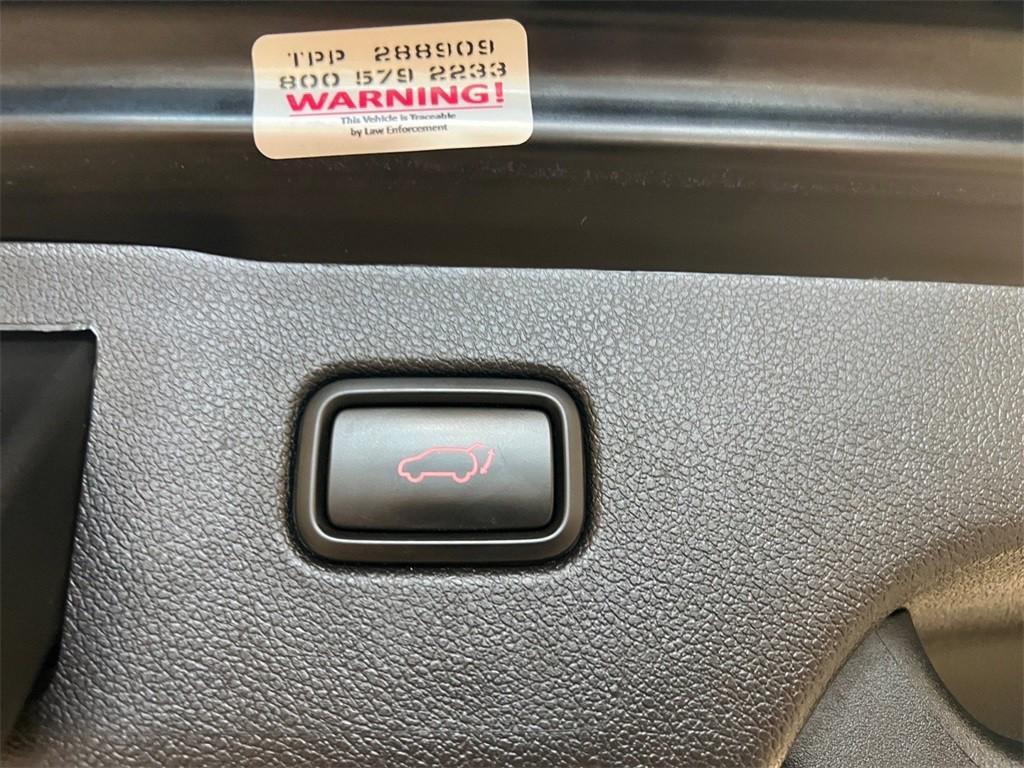 TPP 288909
800 579 2233
WARNING!
This Vehicle is Traceable
by Law Enforcement